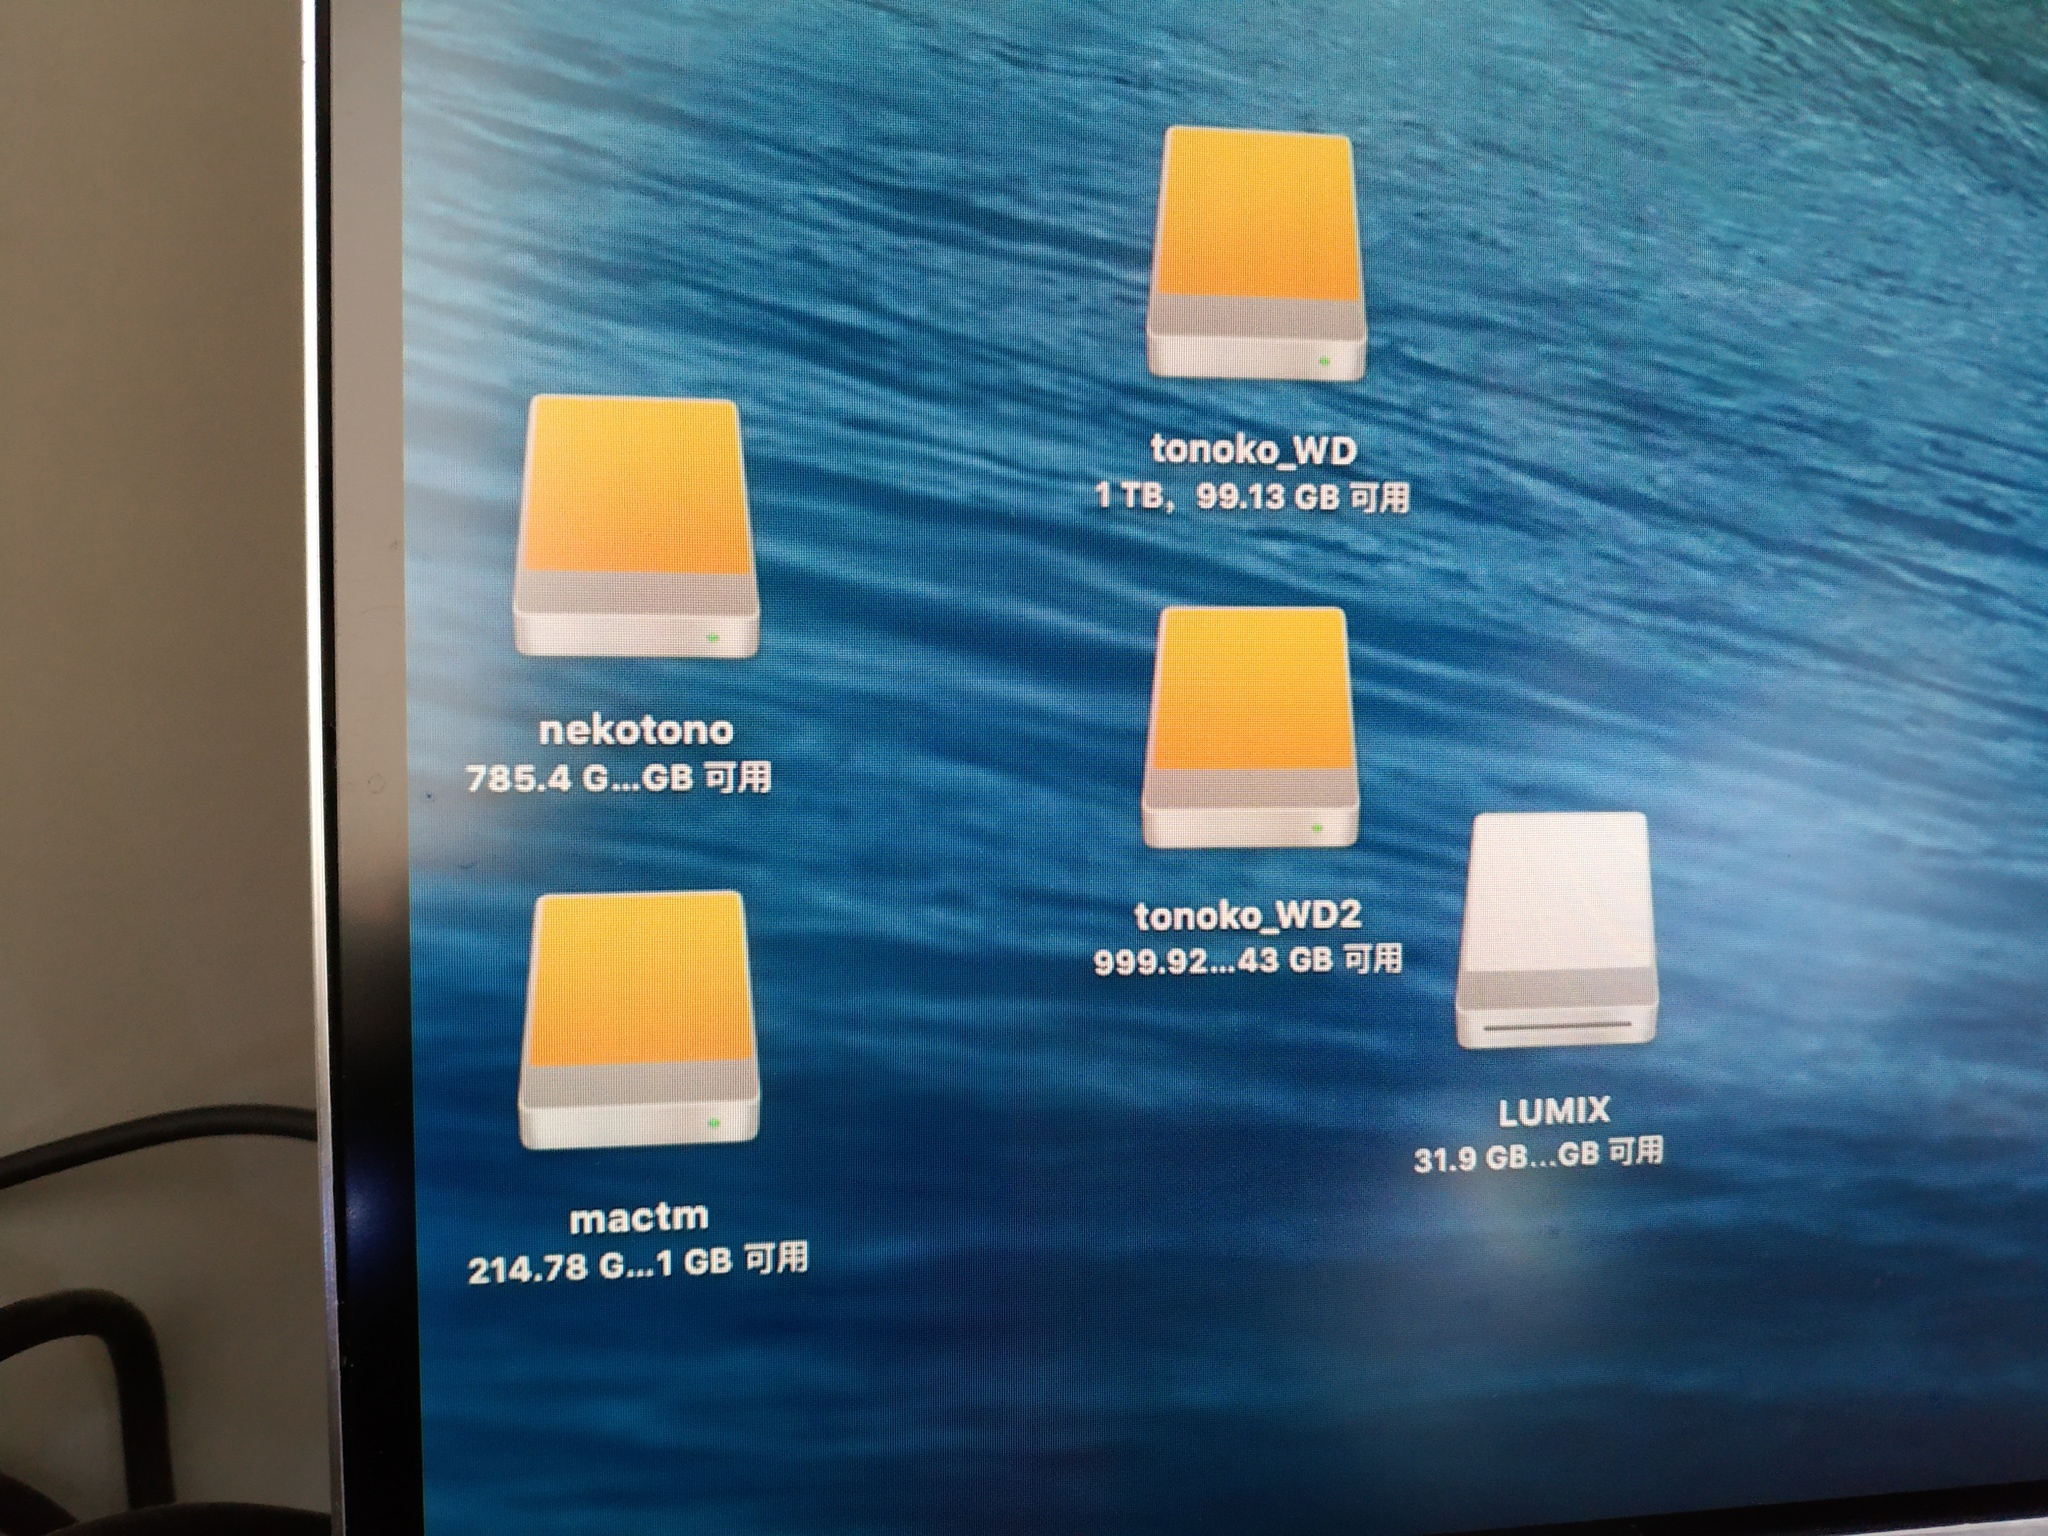 tonoko_WD
1 TB，99.13 GB 可用
nekotono
785.4 G...GB 可用
tonoko_WD2
999.92...43 GB 可用
LUMIX
31.9 GB...GB 可用
mactm
214.78 G...1 GB 可用